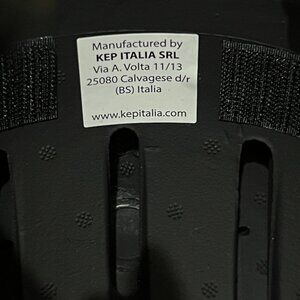 Manufactured by
KEP ITALIA SRL
Via A. Volta 11/13
25080 Calvagese d/r
(BS) Italia
www.kepitalia.com